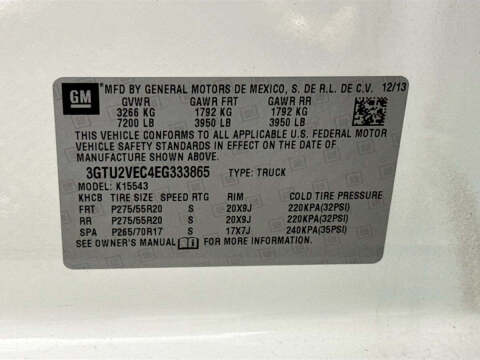 GM
MFD BY GENERAL MOTORS DE MEXICO, S. DE R.L. DE C.V. 12/13
GVWR GAWR FRT GAWR RR
3266 KG 1792 KG 1792 KG
7200 LB 3950 LB 3950 LB
THIS VEHICLE CONFORMS TO ALL APPLICABLE U.S. FEDERAL MOTOR
VEHICLE SAFETY STANDARDS IN EFFECT ON THE DATE OF
MANUFACTURE SHOWN ABOVE.
3GTU2VEC4EG333865 TYPE: TRUCK
MODEL: K15543
KHCB TIRE SIZE SPEED RTG RIM COLD TIRE PRESSURE
FRT P275/55R20 S 20X9J 220KPA(32PSI)
RR P275/55R20 S 20X9J 220KPA(32PSI)
SPA P265/70R17 S 17X7J 240KPA(35PSI)
SEE OWNER'S MANUAL FOR MORE INFORMATION.